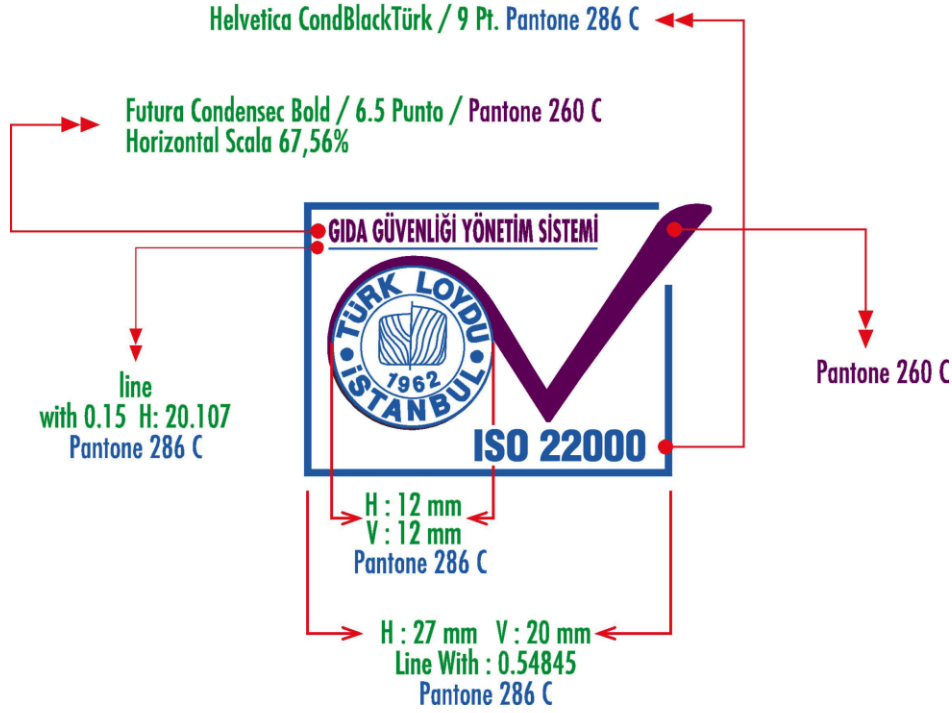 Helvetica CondBlackTürk / 9 Pt. Pantone 286 C
Futura Condensec Bold / 6.5 Punto / Pantone 260 C
Horizontal Scala 67,56%
GIDA GÜVENLİĞİ YÖNETİM SİSTEMİ
TÜRK LOYDU
1962
İSTANBUL
ISO 22000
Pantone 260 C
line
with 0.15 H: 20.107
Pantone 286 C
H : 12 mm
V : 12 mm
Pantone 286 C
H : 27 mm V : 20 mm
Line With : 0.54845
Pantone 286 C